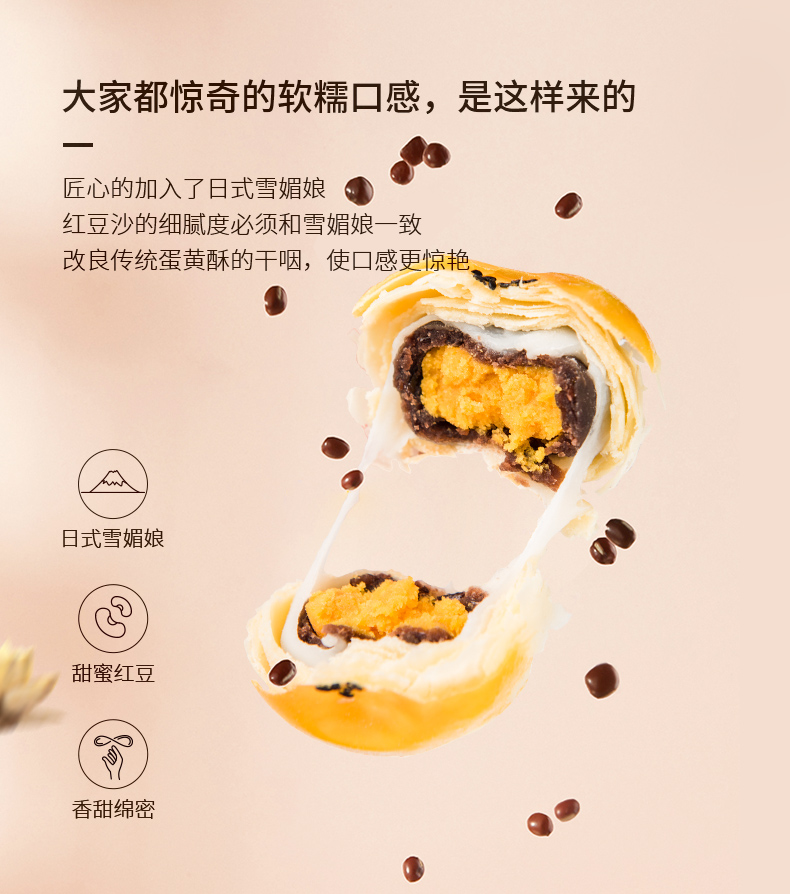 大家都惊奇的软糯口感，是这样来的
匠心的加入了日式雪媚娘
红豆沙的细腻度必须和雪媚娘一致
改良传统蛋黄酥的干咽，使口感更惊艳
日式雪媚娘
甜蜜红豆
香甜绵密